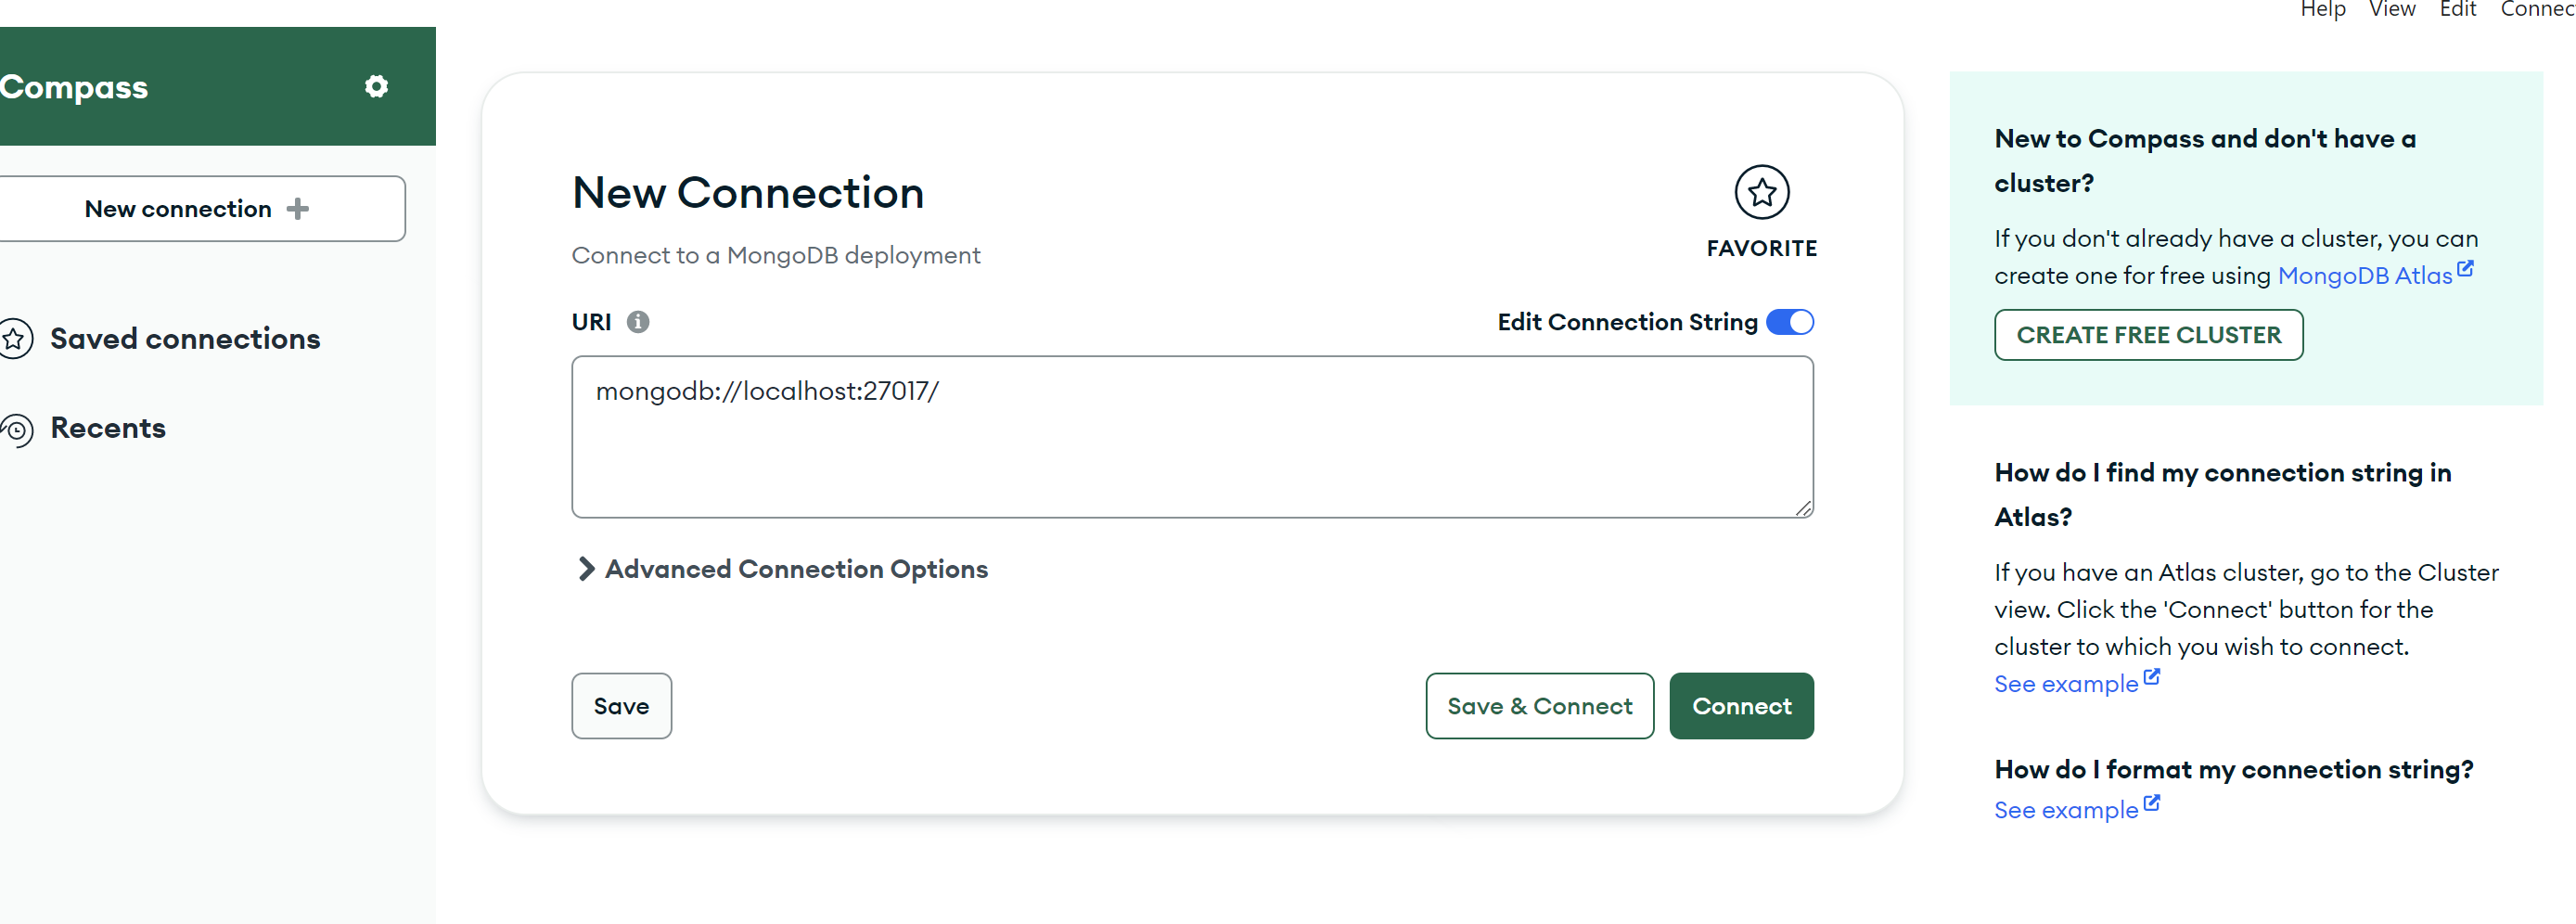 Help View Edit
Compass
New connection
Saved connections
Recents
New Connection
Connect to a MongoDB deployment
FAVORITE
URI
Edit Connection String
mongodb://localhost:27017/
Advanced Connection Options
Save
Save & Connect
Connect
New to Compass and don't have a
cluster?
If you don't already have a cluster, you can
create one for free using MongoDB Atlas
CREATE FREE CLUSTER
How do I find my connection string in
Atlas?
If you have an Atlas cluster, go to the Cluster
view. Click the 'Connect' button for the
cluster to which you wish to connect.
See example
How do I format my connection string?
See example